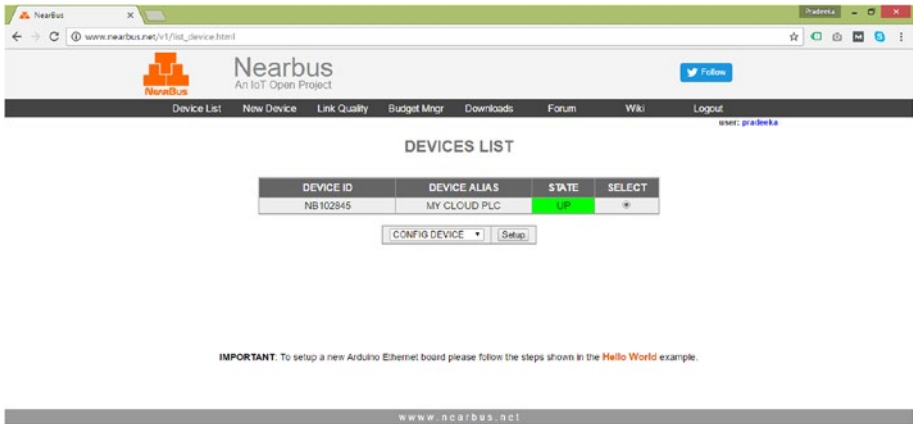 NearBus
Pradeeka
www.nearbus.net/v1/list_device.html
NearBus
Nearbus
An IoT Open Project
Follow
Device List New Device Link Quality Budget Mngr Downloads Forum Wiki Logout
user: pradeeka
DEVICES LIST
DEVICE ID DEVICE ALIAS STATE SELECT
NB102845 MY CLOUD PLC UP
CONFIG DEVICE Setup
IMPORTANT: To setup a new Arduino Ethernet board please follow the steps shown in the Hello World example.
wwww.nearbus.net